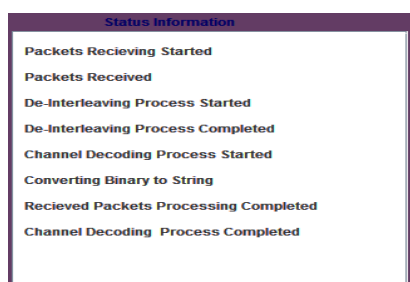 Status Information
Packets Recieving Started
Packets Received
De-Interleaving Process Started
De-Interleaving Process Completed
Channel Decoding Process Started
Converting Binary to String
Recieved Packets Processing Completed
Channel Decoding  Process Completed